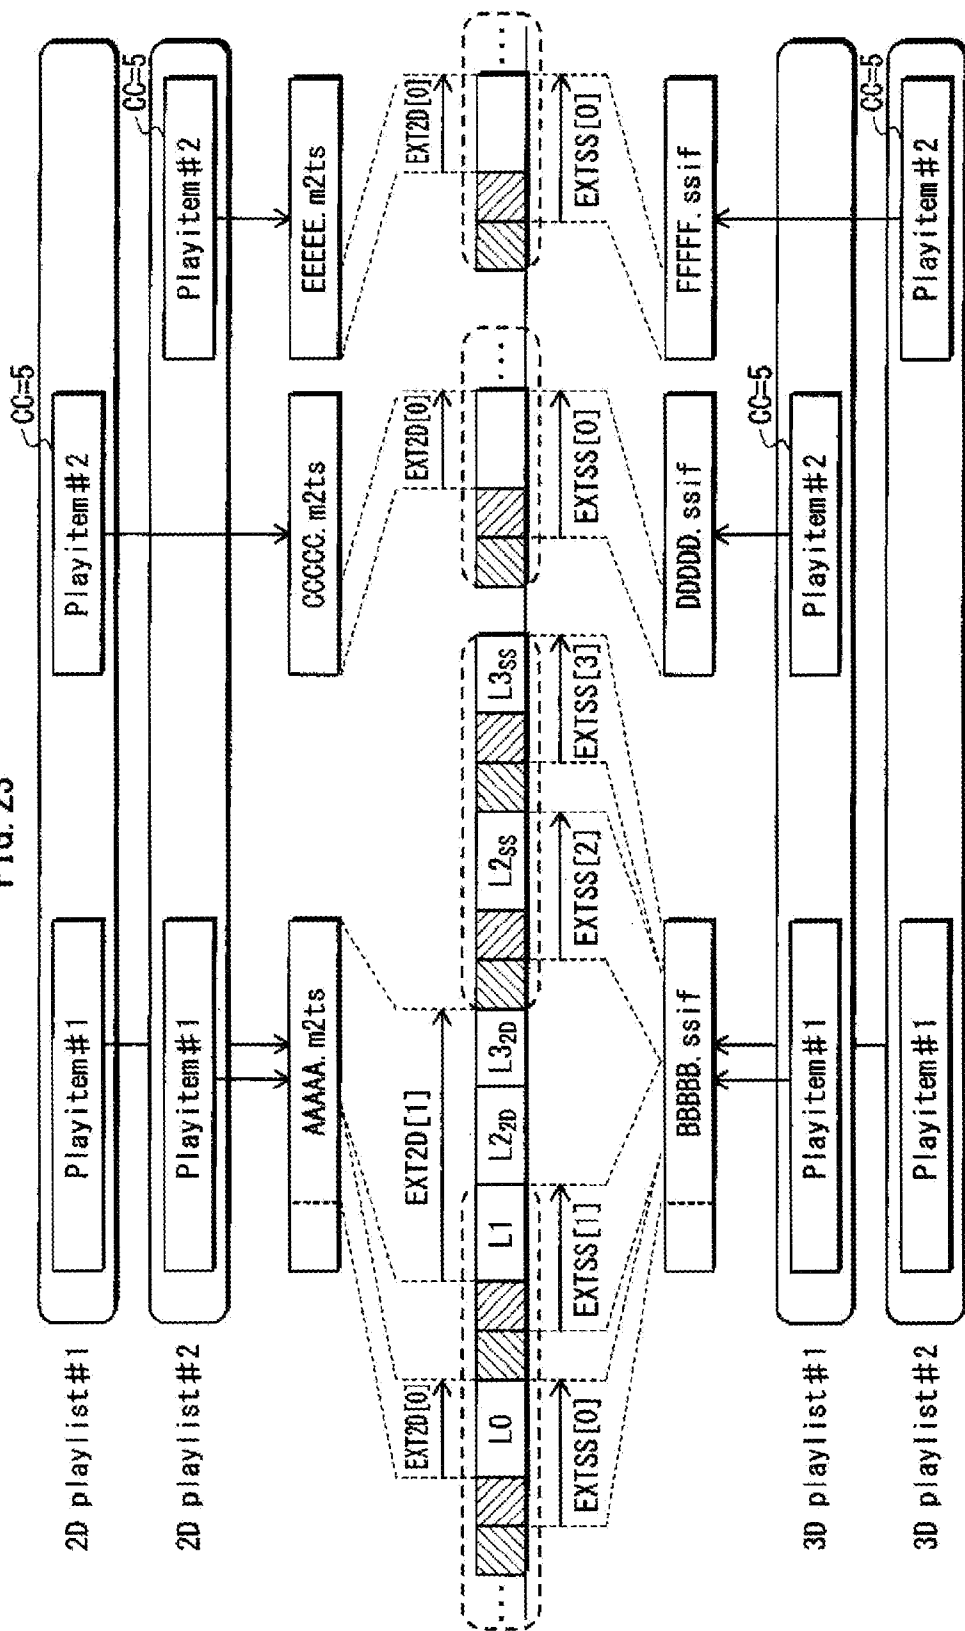 FIG. 23
2D playlist#1
Playitem#1
Playitem#2
CC=5
2D playlist#2
Playitem#1
Playitem#2
CC=5
AAAAA.m2ts
CCCCC.m2ts
EEEEE.m2ts
EXT2D[0]
EXT2D[1]
EXT2D[0]
EXT2D[0]
... L0 L1 L22D L32D L2SS L3SS ... ...
EXTSS[0]
EXTSS[1]
EXTSS[2]
EXTSS[3]
EXTSS[0]
EXTSS[0]
BBBBB.ssif
DDDDD.ssif
FFFFF.ssif
3D playlist#1
Playitem#1
Playitem#2
CC=5
3D playlist#2
Playitem#1
Playitem#2
CC=5